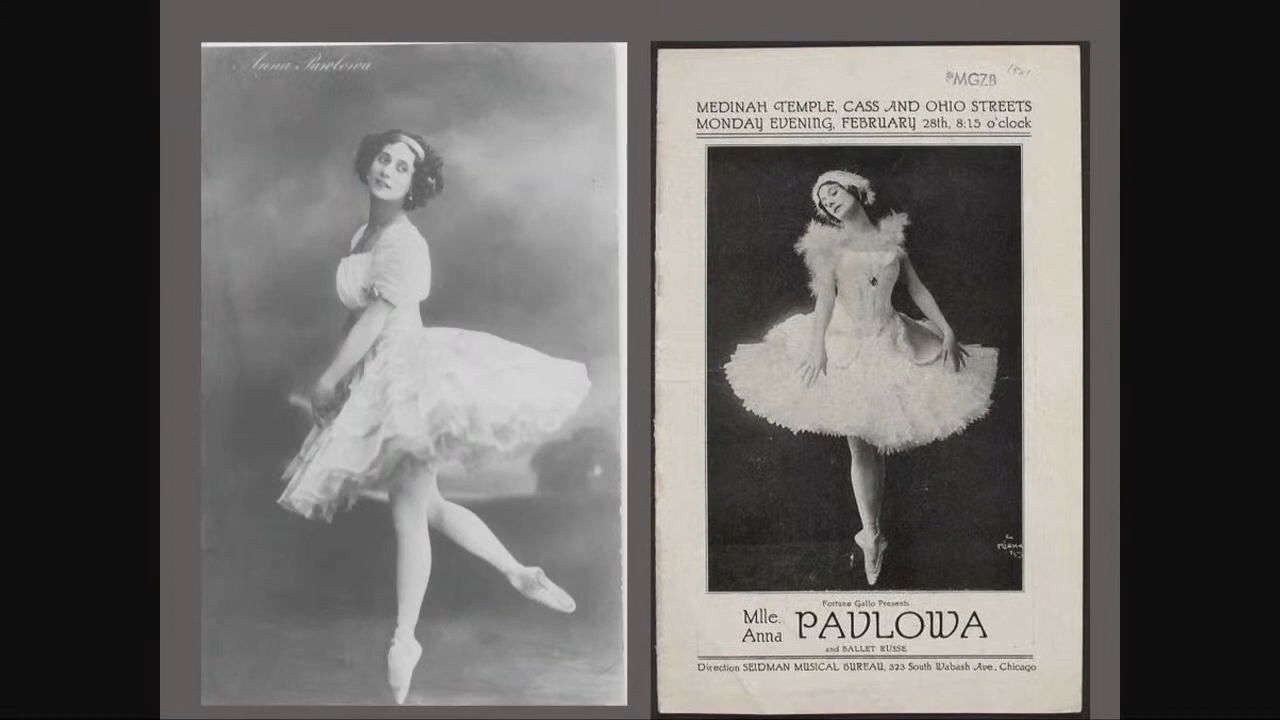 Anna Pawlowa
*MGZB
MEDINAH TEMPLE, CASS AND OHIO STREETS
MONDAY EVENING, FEBRUARY 28th, 8:15 o'clock
Fortune Gallo Presents
Mlle. Anna PAVLOWA
and BALLET RUSSE
Direction SEIDMAN MUSICAL BUREAU, 323 South Wabash Ave., Chicago